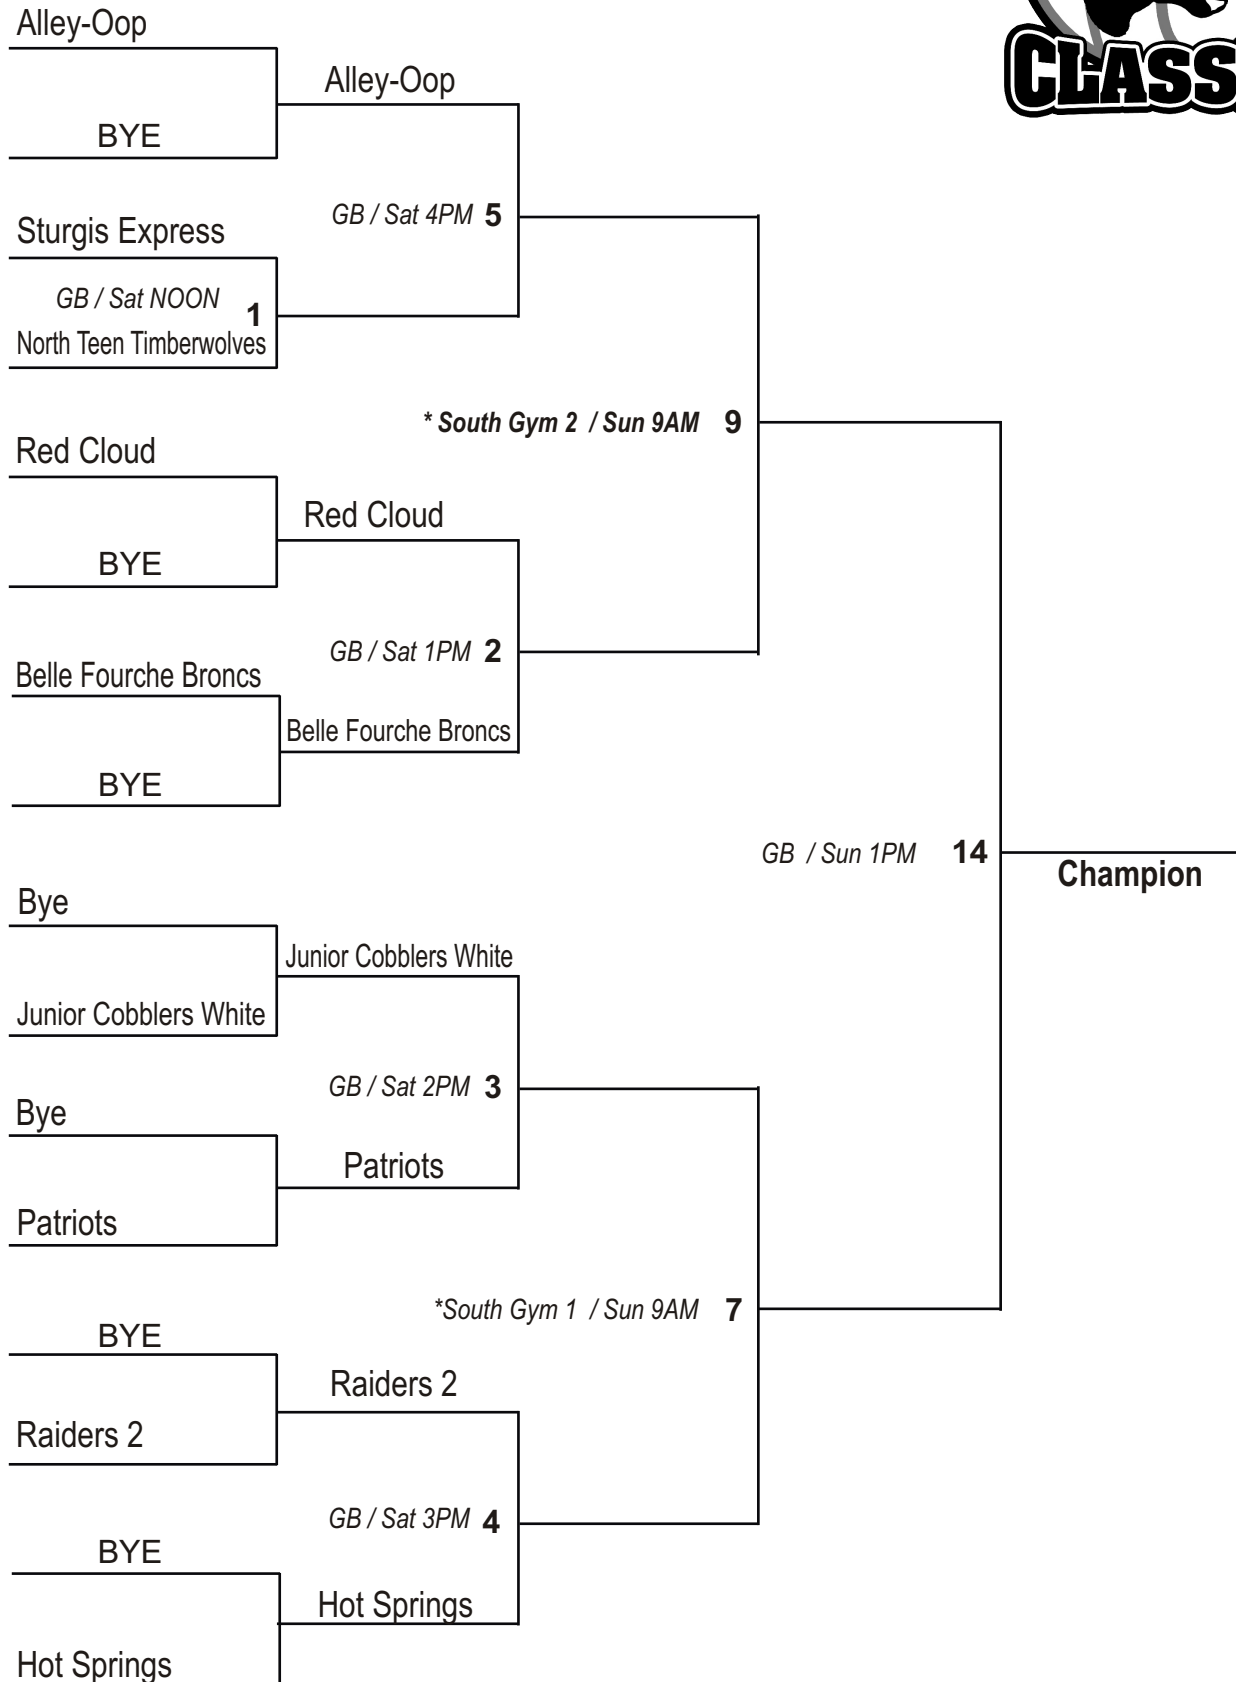 Alley-Oop
CLASS
Alley-Oop
BYE
GB / Sat 4PM 5
Sturgis Express
GB / Sat NOON 1
North Teen Timberwolves
* South Gym 2 / Sun 9AM 9
Red Cloud
Red Cloud
BYE
GB / Sat 1PM 2
Belle Fourche Broncs
Belle Fourche Broncs
BYE
GB / Sun 1PM 14
Champion
Bye
Junior Cobblers White
Junior Cobblers White
GB / Sat 2PM 3
Bye
Patriots
Patriots
*South Gym 1 / Sun 9AM 7
BYE
Raiders 2
Raiders 2
GB / Sat 3PM 4
BYE
Hot Springs
Hot Springs